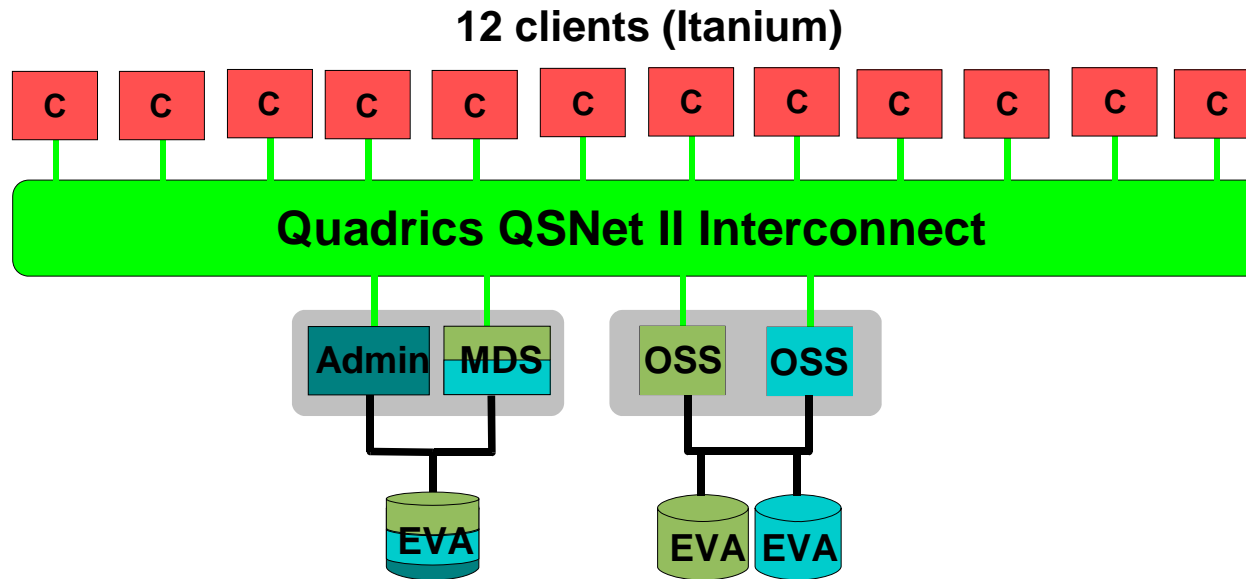 12 clients (Itanium)
C C C C C C C C C C C C
Quadrics QSNet II Interconnect
Admin MDS OSS OSS
EVA EVA EVA